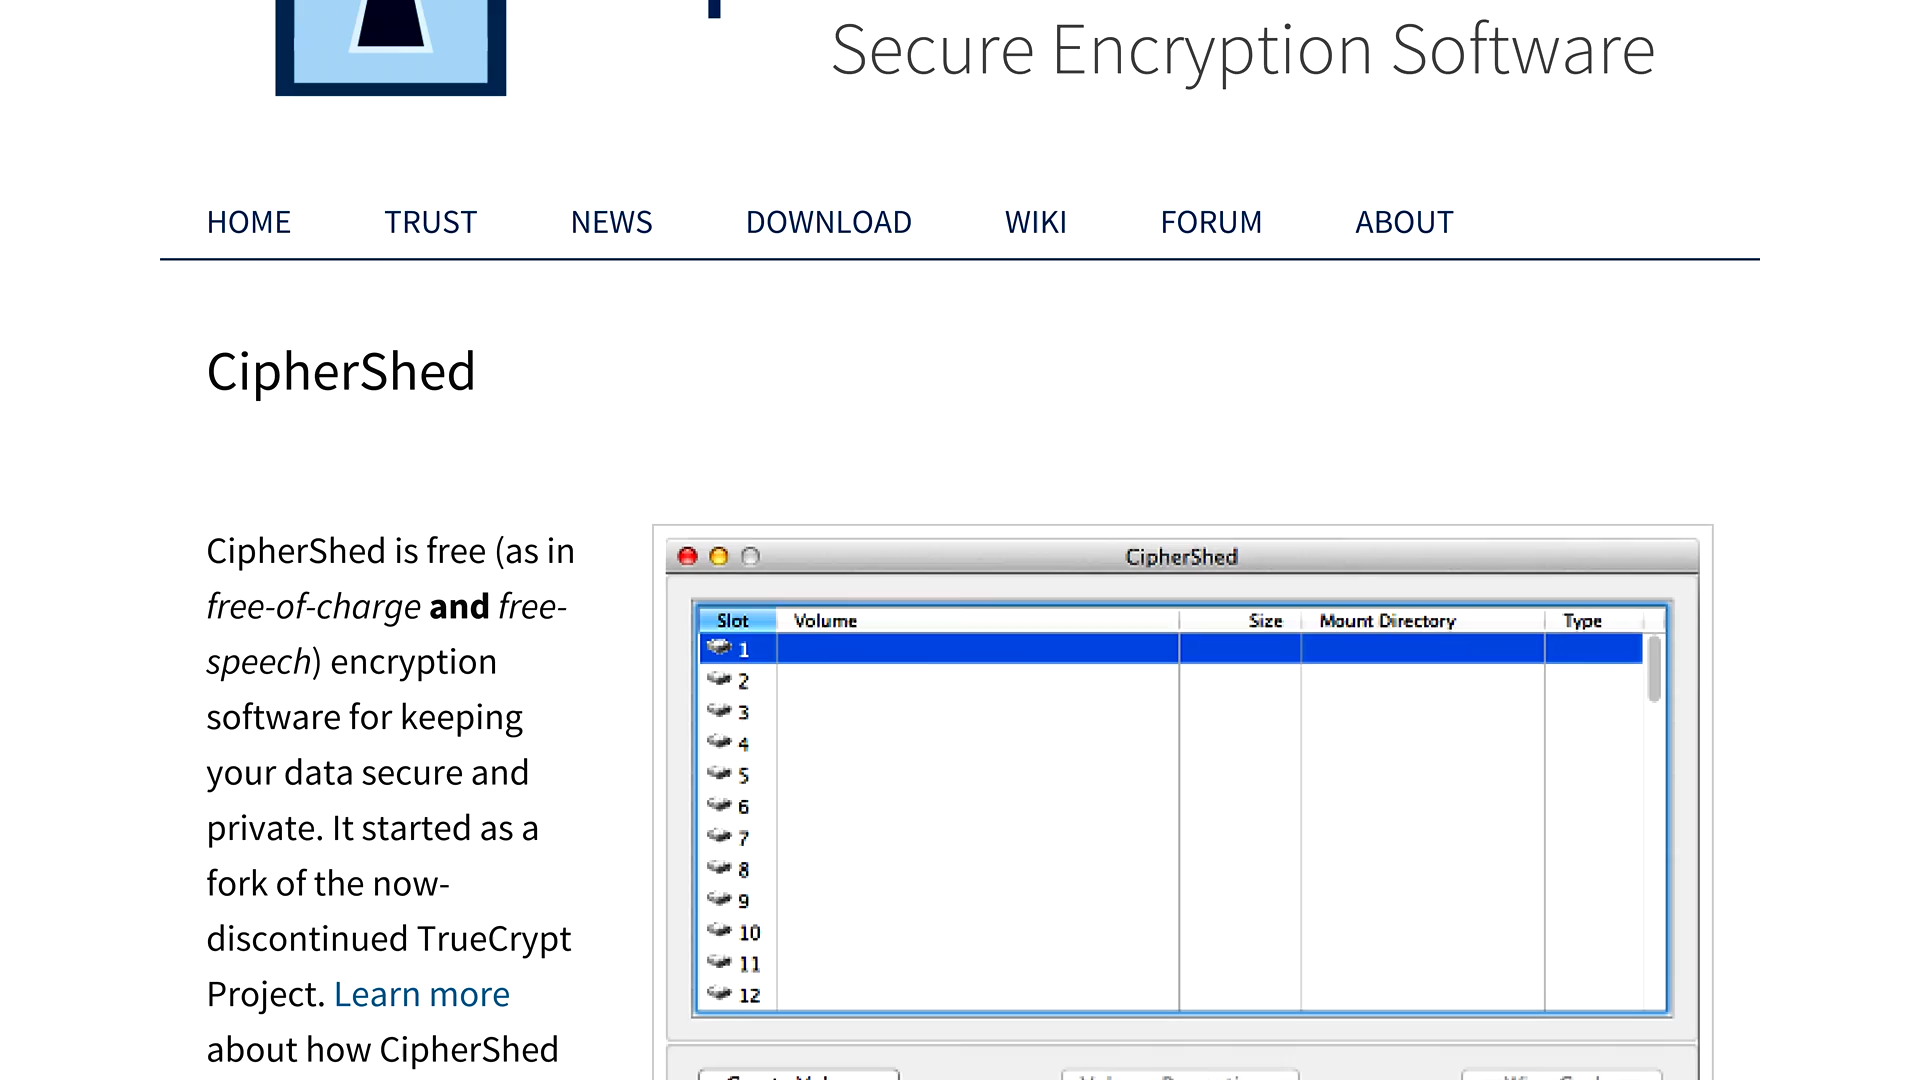 Secure Encryption Software
HOME TRUST NEWS DOWNLOAD WIKI FORUM ABOUT
CipherShed
CipherShed is free (as in
free-of-charge and free-
speech) encryption
software for keeping
your data secure and
private. It started as a
fork of the now-
discontinued TrueCrypt
Project. Learn more
about how CipherShed
CipherShed
Slot Volume Size Mount Directory Type
1
2
3
4
5
6
7
8
9
10
11
12